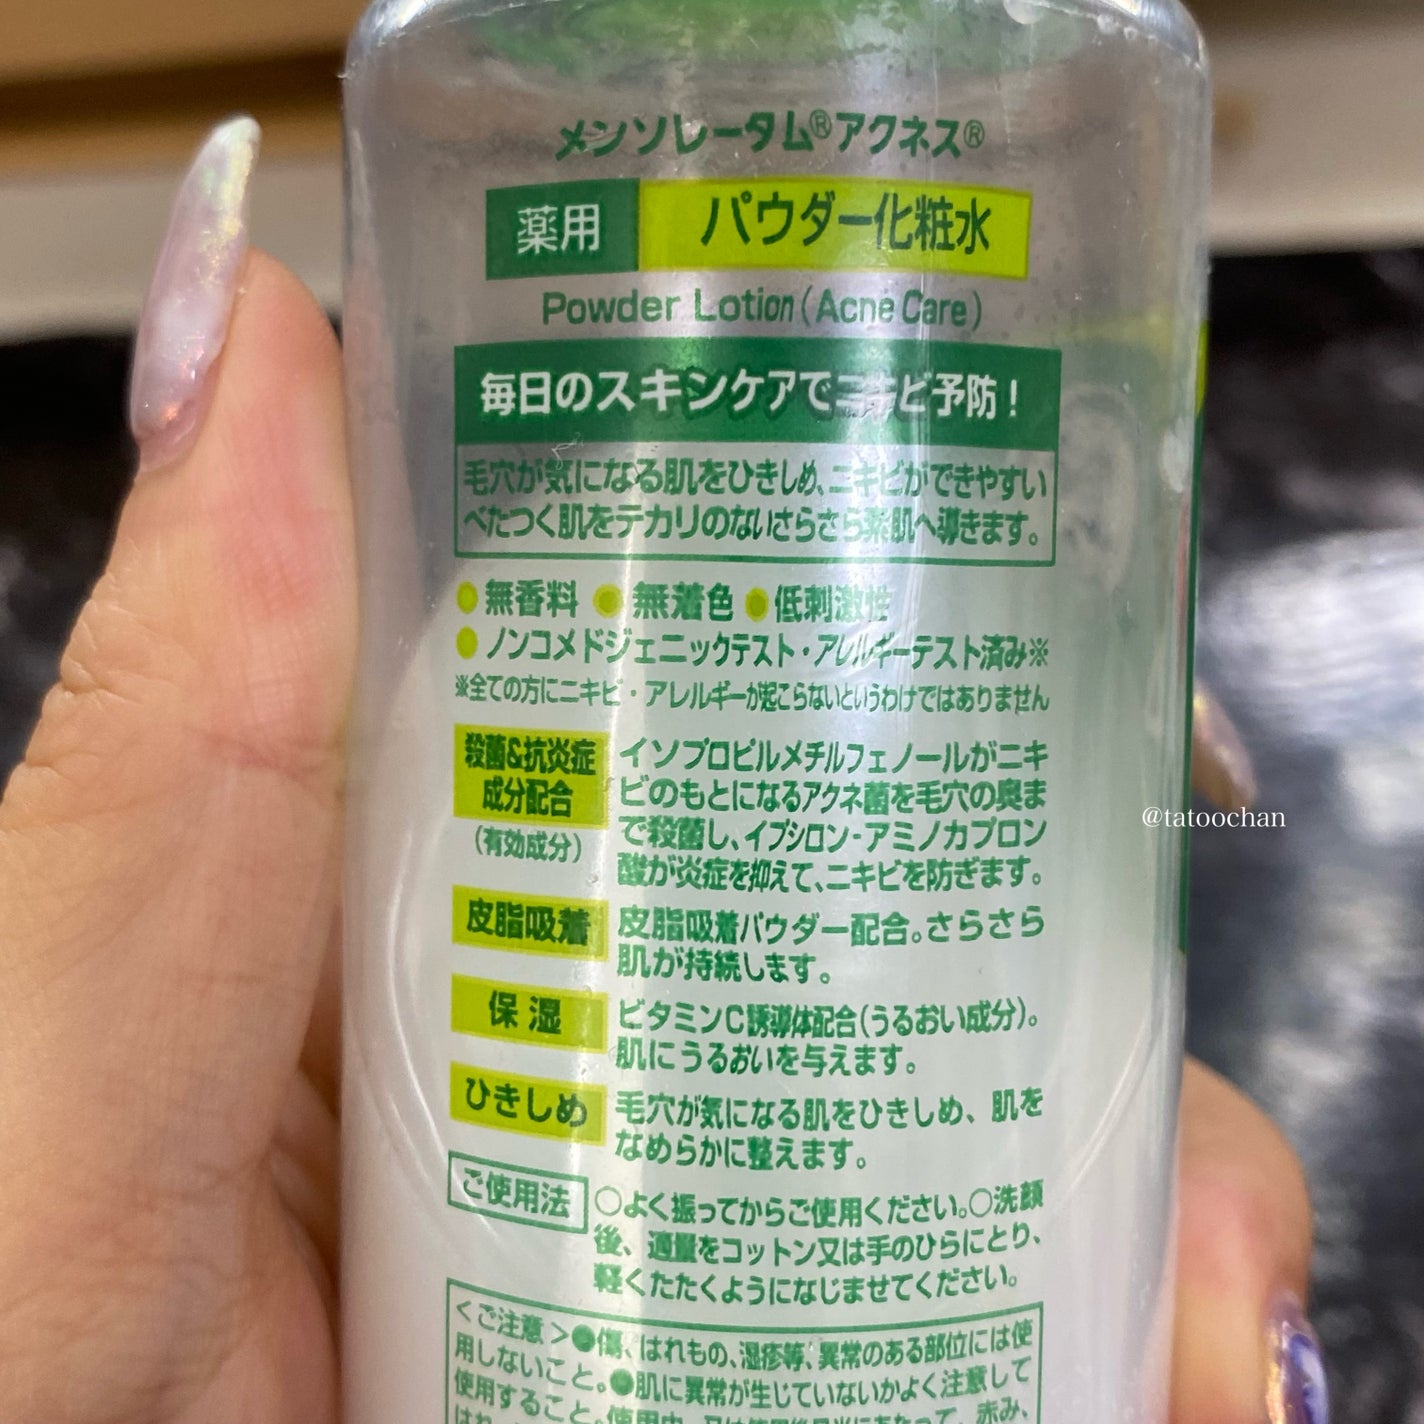 メンソレータム®アクネス®
薬用 パウダー化粧水
Powder Lotion (Acne Care)
毎日のスキンケアでニキビ予防!
毛穴が気になる肌をひきしめ、ニキビができやすい
べたつく肌をテカリのないさらさら素肌へ導きます。
●無香料 ●無着色 ●低刺激性
●ノンコメドジェニックテスト・アレルギーテスト済み※
※全ての方にニキビ・アレルギーが起こらないというわけではありません
殺菌&抗炎症
成分配合
(有効成分)
イソプロピルメチルフェノールがニキ
ビのもとになるアクネ菌を毛穴の奥ま
で殺菌し、イプシロン-アミノカプロン
酸が炎症を抑えて、ニキビを防ぎます。
皮脂吸着
皮脂吸着パウダー配合。さらさら
肌が持続します。
保湿
ビタミンC誘導体配合(うるおい成分)。
肌にうるおいを与えます。
ひきしめ
毛穴が気になる肌をひきしめ、肌を
なめらかに整えます。
ご使用法
○よく振ってからご使用ください。○洗顔
後、適量をコットン又は手のひらにとり、
軽くたたくようになじませてください。
<ご注意>●傷、はれもの、湿疹等、異常のある部位には使
用しないこと。●肌に異常が生じていないかよく注意して
使用すること。使用中、又は使用後日光にあたって、赤み、
@tatoochan